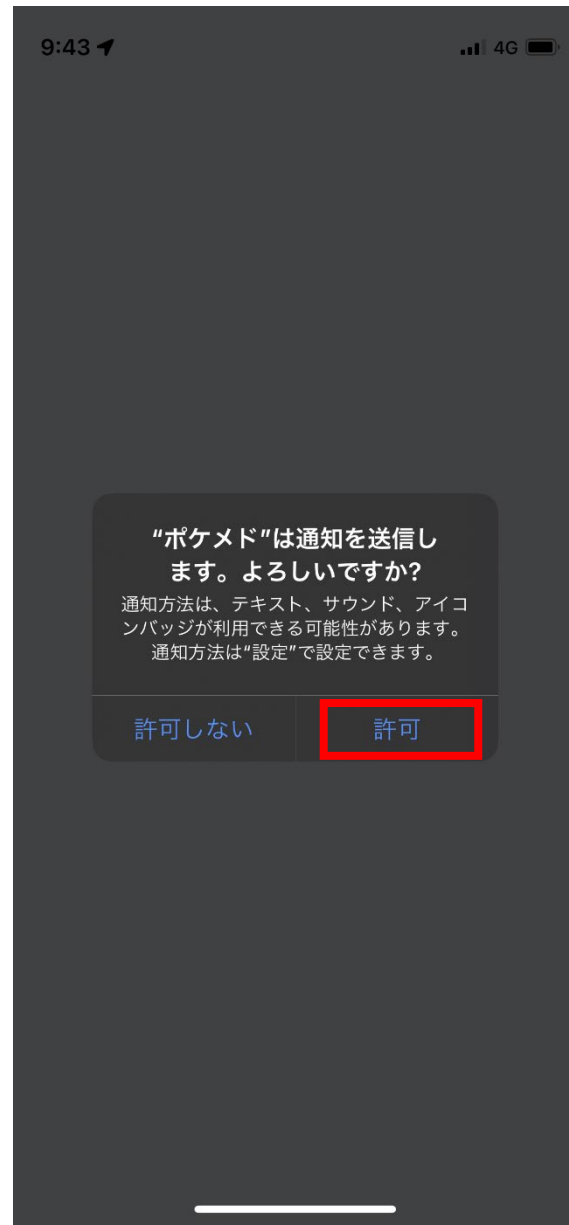 9:43
4G
“ポケメド”は通知を送信し
ます。よろしいですか?
通知方法は、テキスト、サウンド、アイコ
ンバッジが利用できる可能性があります。
通知方法は“設定”で設定できます。
許可しない
許可